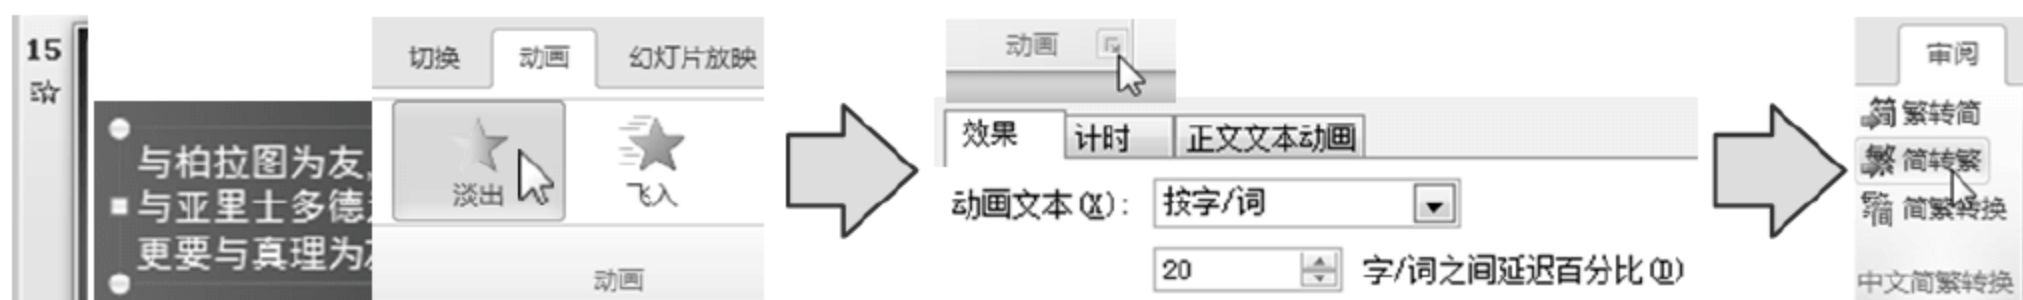 15
与柏拉图为友,
与亚里士多德
更要与真理为
切换 动画 幻灯片放映
淡出 飞入
动画
动画
效果 计时 正文文本动画
动画文本(X): 按字/词
20 字/词之间延迟百分比(D)
审阅
繁转简
简转繁
简繁转换
中文简繁转换